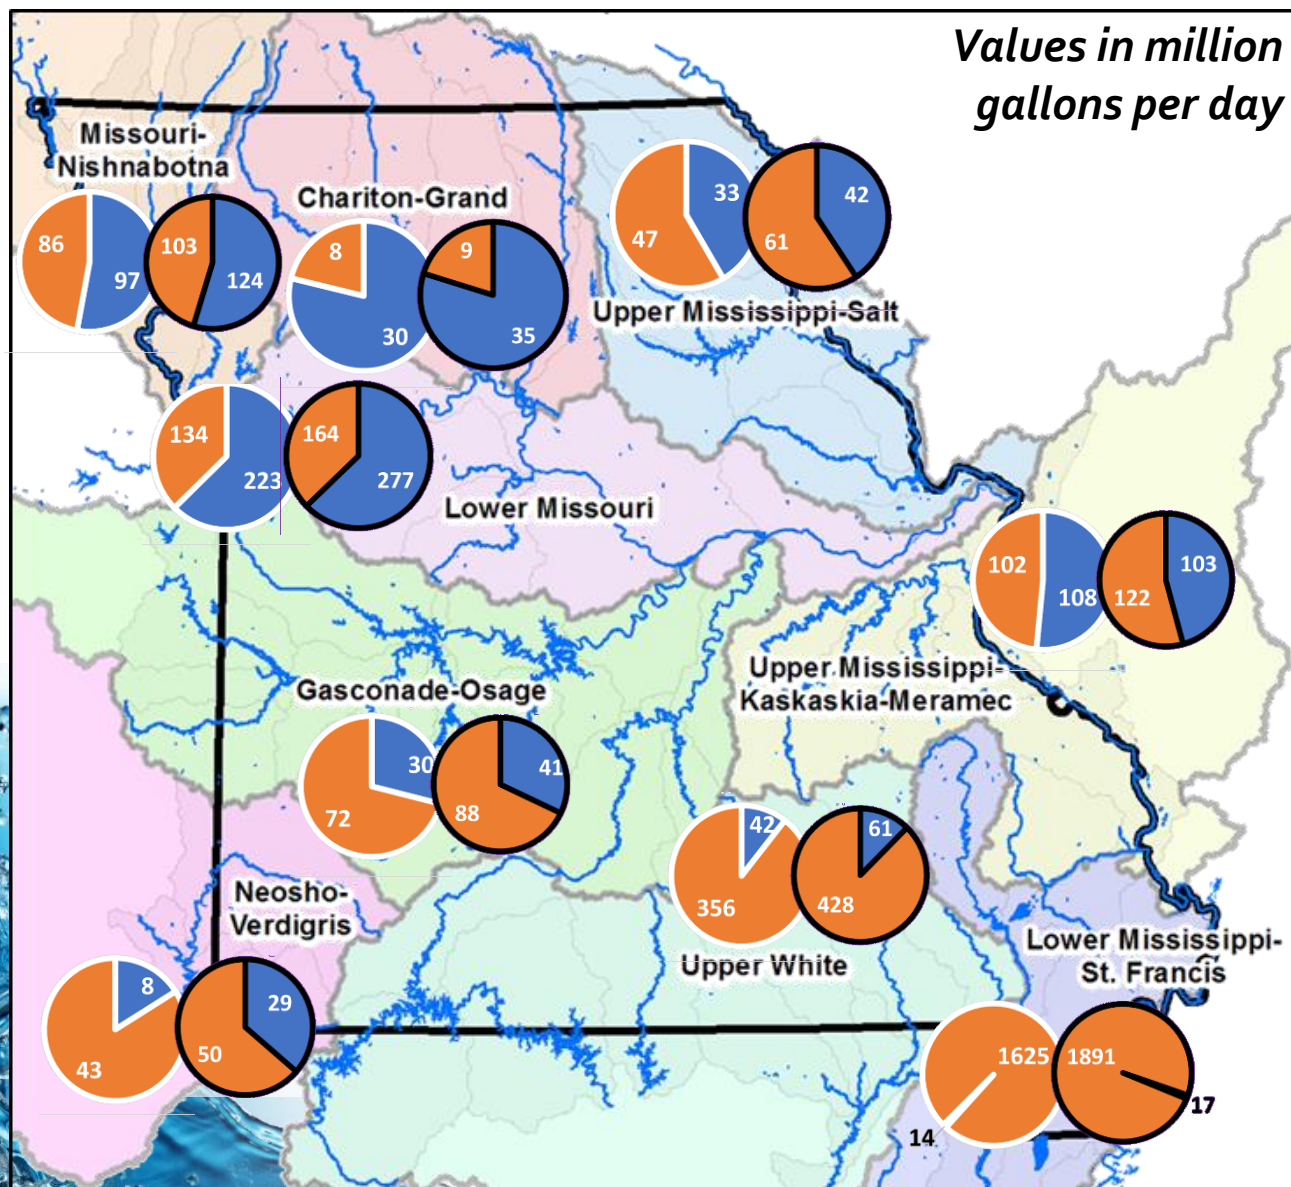 Values in million
gallons per day
Missouri-
Nishnabotna
86
97
103
124
Chariton-Grand
8
30
9
35
33
47
42
61
Upper Mississippi-Salt
134
223
164
277
Lower Missouri
102
108
103
122
Upper Mississippi-
Kaskaskia-Meramec
Gasconade-Osage
30
72
41
88
42
356
61
428
Upper White
Neosho-
Verdigris
8
43
29
50
Lower Mississippi-
St. Francis
1625
14
1891
17